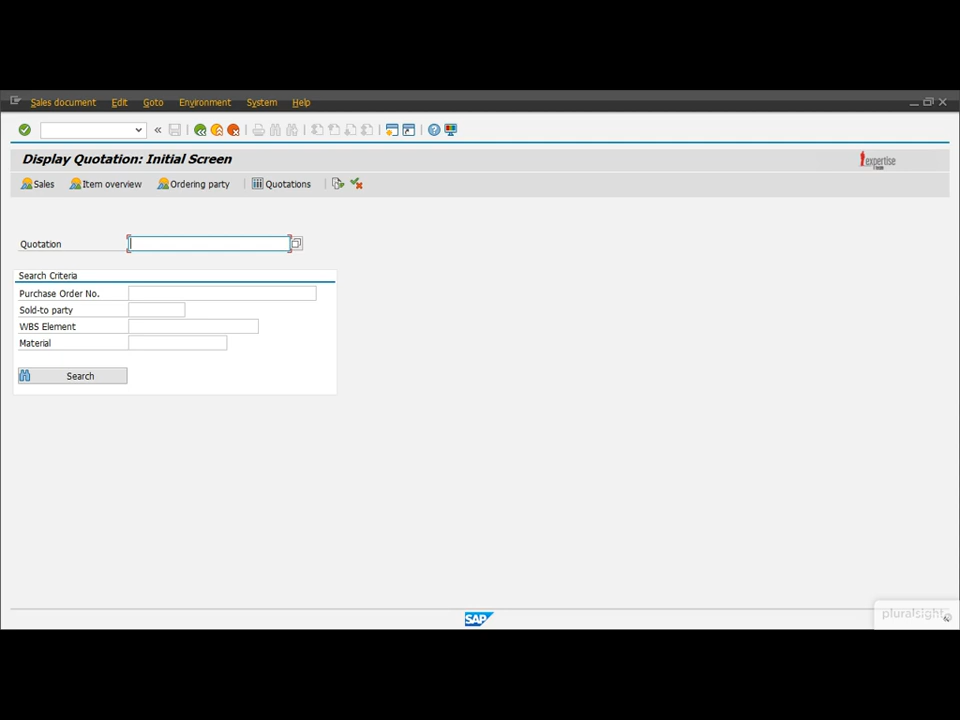 Sales document Edit Goto Environment System Help
Display Quotation: Initial Screen
expertise
Sales Item overview Ordering party Quotations
Quotation
Search Criteria
Purchase Order No.
Sold-to party
WBS Element
Material
Search
SAP
pluralsight